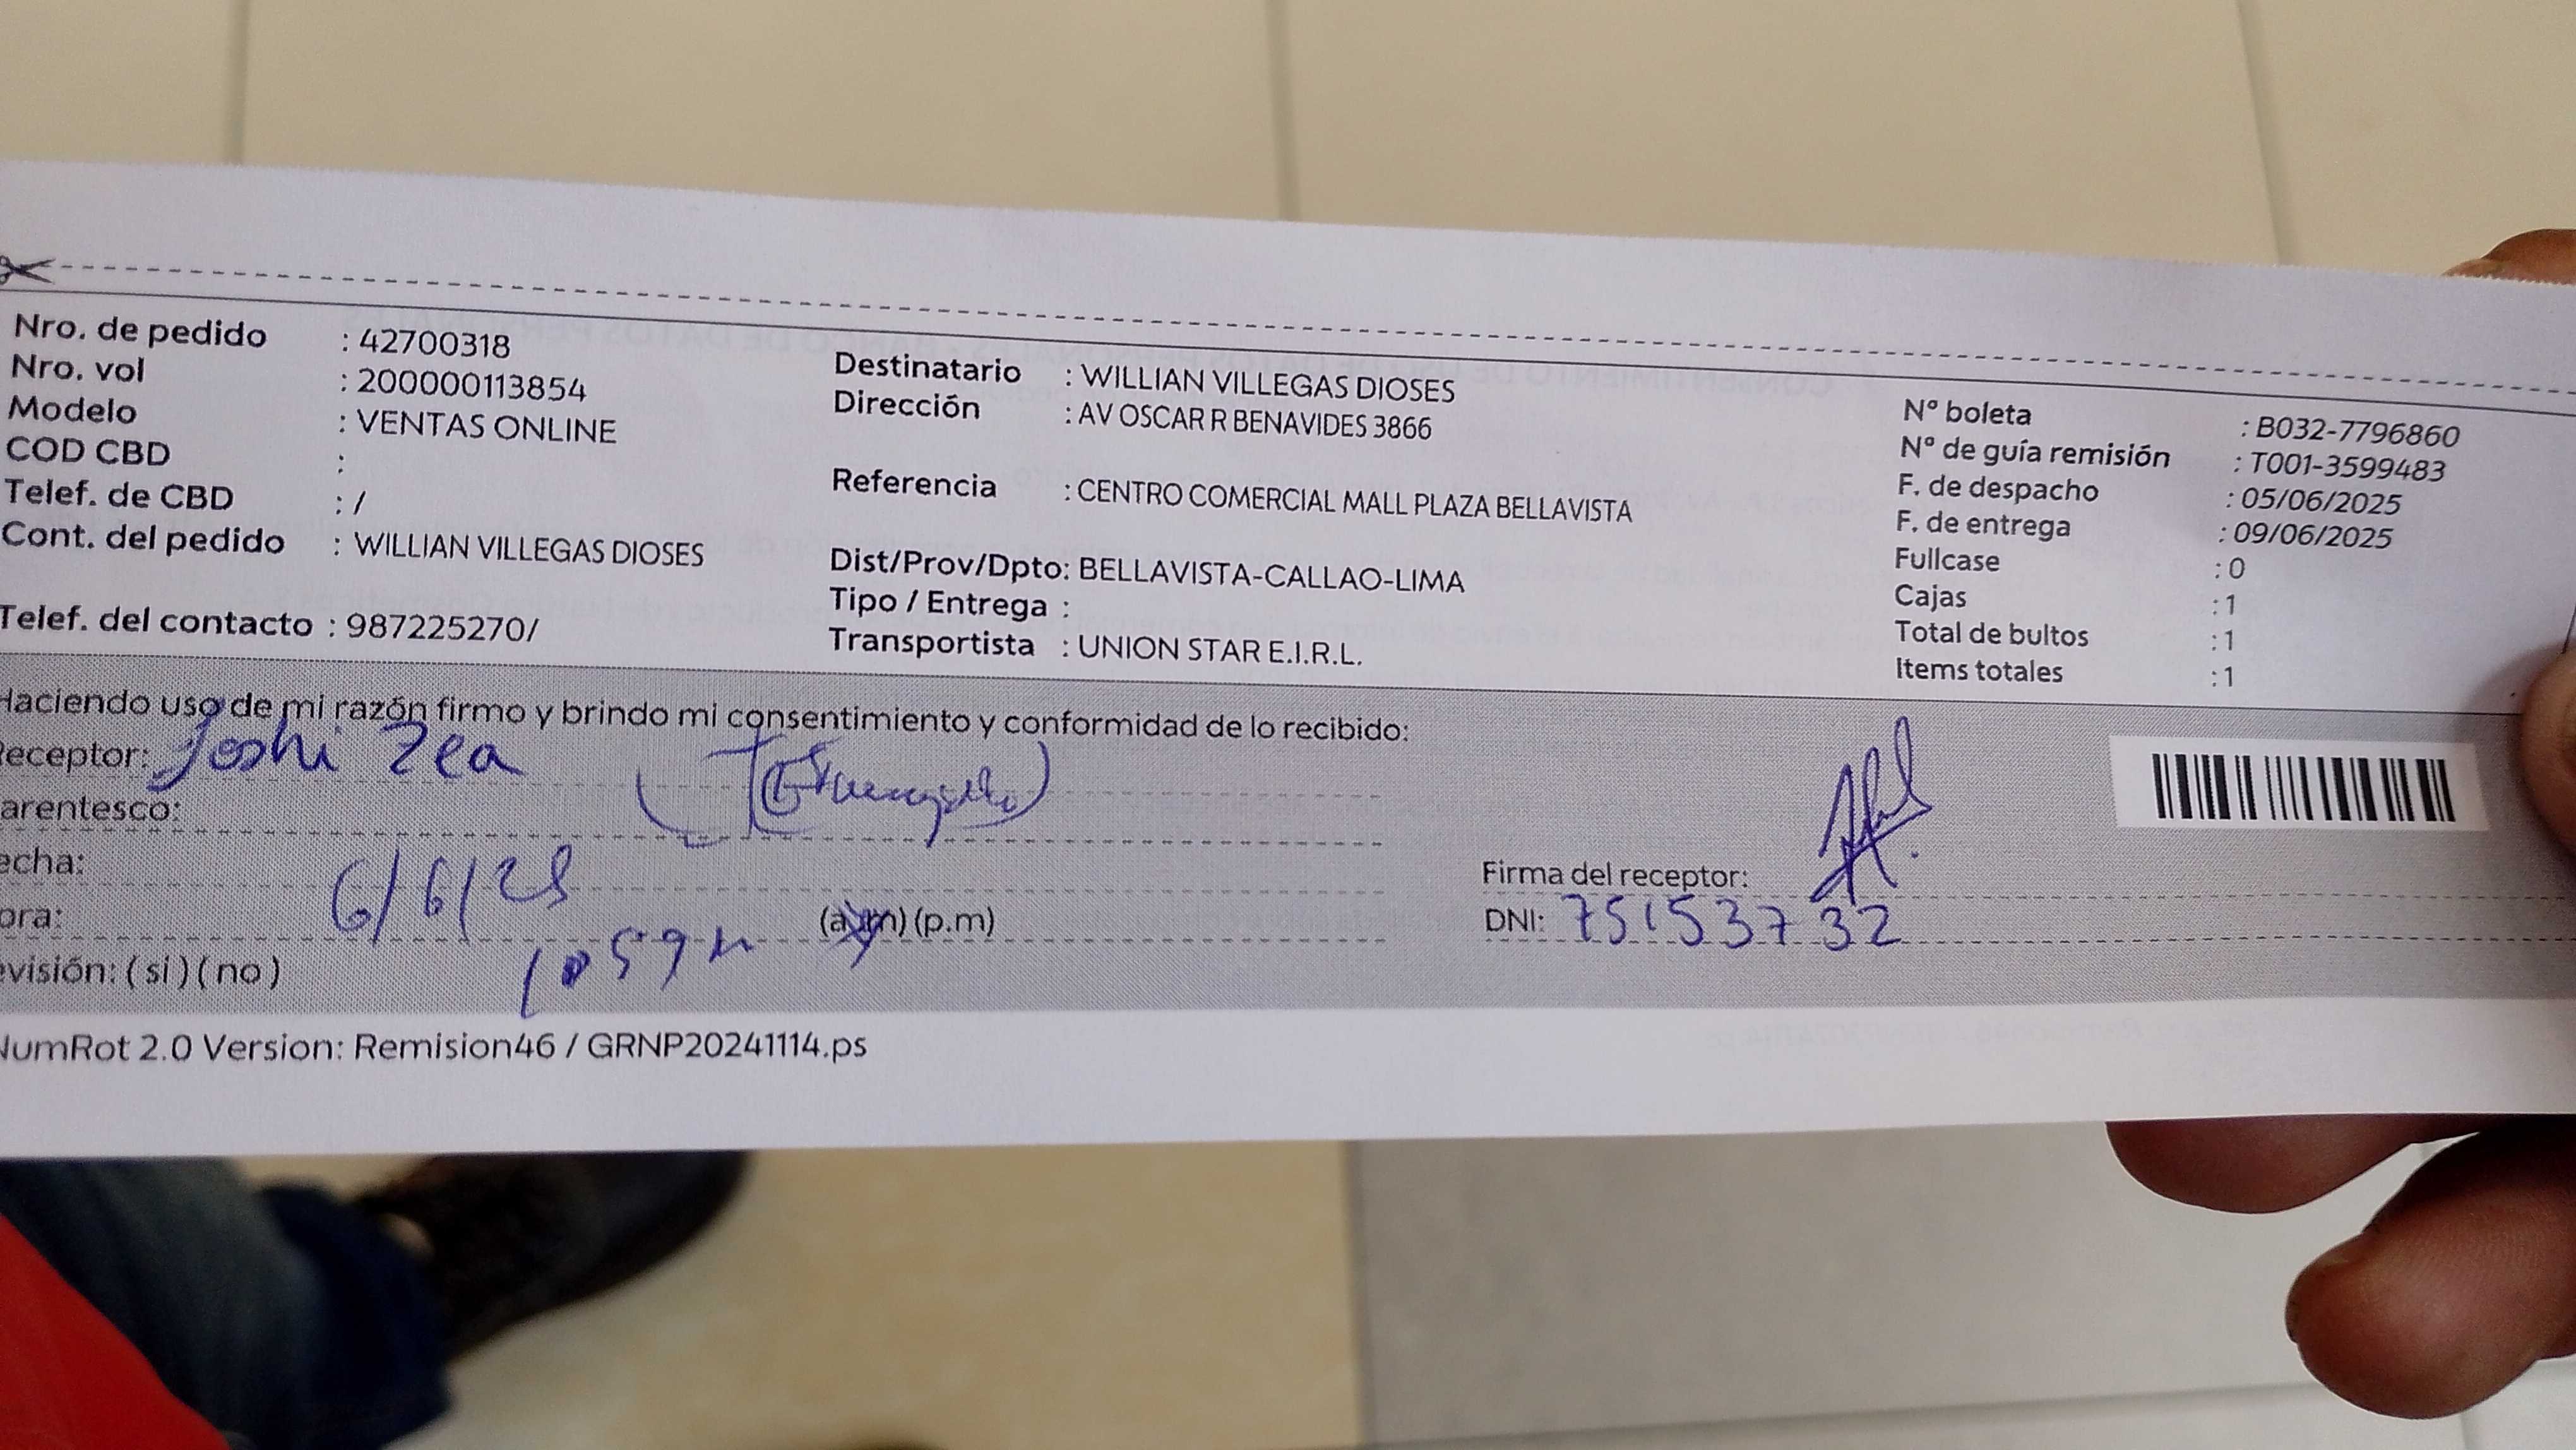 Nro. de pedido : 42700318
Nro. vol : 200000113854
Modelo : VENTAS ONLINE
COD CBD :
Telef. de CBD : /
Cont. del pedido : WILLIAN VILLEGAS DIOSES
Telef. del contacto : 987225270/
Destinatario : WILLIAN VILLEGAS DIOSES
Dirección : AV OSCAR R BENAVIDES 3866
Referencia : CENTRO COMERCIAL MALL PLAZA BELLAVISTA
Dist/Prov/Dpto: BELLAVISTA-CALLAO-LIMA
Tipo / Entrega :
Transportista : UNION STAR E.I.R.L.
N° boleta : B032-7796860
N° de guía remisión : T001-3599483
F. de despacho : 05/06/2025
F. de entrega : 09/06/2025
Fullcase : 0
Cajas : 1
Total de bultos : 1
Items totales : 1
Haciendo uso de mi razón firmo y brindo mi consentimiento y conformidad de lo recibido:
Receptor: Joshi Zea
arentesco:
echa: 6/6/25
ora: (a.m) (p.m)
evisión: ( si ) ( no )
Firma del receptor:
DNI: 75153732
NumRot 2.0 Version: Remision46 / GRNP20241114.ps